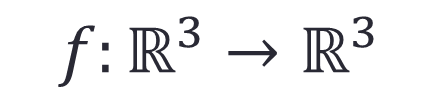 f: ℝ³ → ℝ³